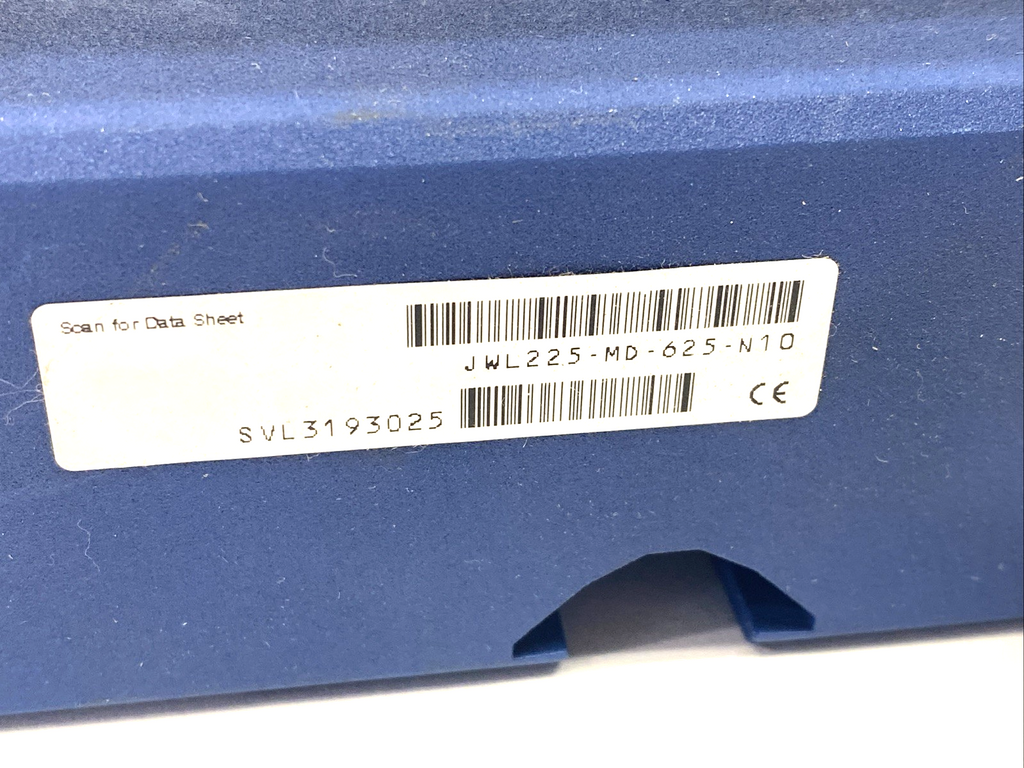 Scan for Data Sheet
JWL225-MD-625-N10
SVL3193025
CE